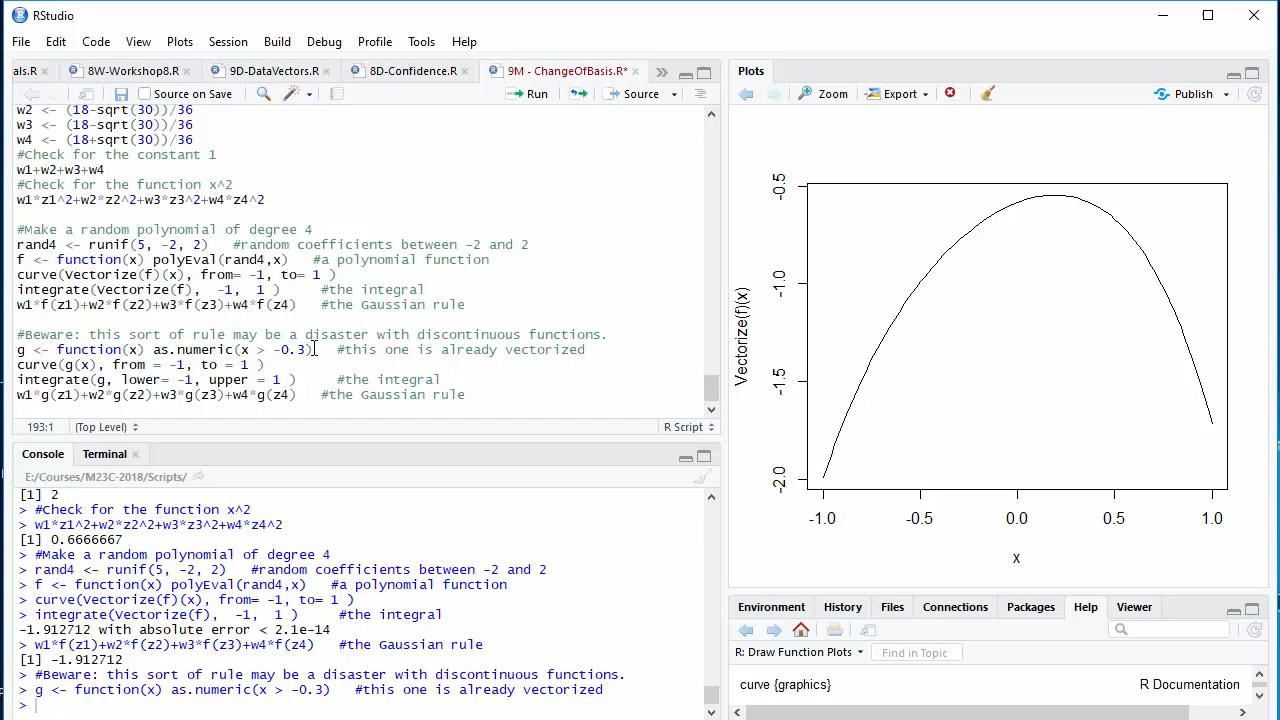 RStudio
File Edit Code View Plots Session Build Debug Profile Tools Help
als.R 8W-Workshop8.R 9D-DataVectors.R 8D-Confidence.R 9M - ChangeOfBasis.R*
Source on Save Run Source
w2 <- (18-sqrt(30))/36
w3 <- (18-sqrt(30))/36
w4 <- (18+sqrt(30))/36
#Check for the constant 1
w1+w2+w3+w4
#Check for the function x^2
w1*z1^2+w2*z2^2+w3*z3^2+w4*z4^2
#Make a random polynomial of degree 4
rand4 <- runif(5, -2, 2)   #random coefficients between -2 and 2
f <- function(x) polyEval(rand4,x)   #a polynomial function
curve(Vectorize(f)(x), from= -1, to= 1 )
integrate(Vectorize(f),  -1,  1 )     #the integral
w1*f(z1)+w2*f(z2)+w3*f(z3)+w4*f(z4)   #the Gaussian rule
#Beware: this sort of rule may be a disaster with discontinuous functions.
g <- function(x) as.numeric(x > -0.3)   #this one is already vectorized
curve(g(x), from = -1, to = 1 )
integrate(g, lower= -1, upper = 1 )     #the integral
w1*g(z1)+w2*g(z2)+w3*g(z3)+w4*g(z4)   #the Gaussian rule
193:1 (Top Level) R Script
Console Terminal
E:/Courses/M23C-2018/Scripts/
[1] 2
> #Check for the function x^2
> w1*z1^2+w2*z2^2+w3*z3^2+w4*z4^2
[1] 0.6666667
> #Make a random polynomial of degree 4
> rand4 <- runif(5, -2, 2)   #random coefficients between -2 and 2
> f <- function(x) polyEval(rand4,x)   #a polynomial function
> curve(Vectorize(f)(x), from= -1, to= 1 )
> integrate(Vectorize(f),  -1,  1 )     #the integral
-1.912712 with absolute error < 2.1e-14
> w1*f(z1)+w2*f(z2)+w3*f(z3)+w4*f(z4)   #the Gaussian rule
[1] -1.912712
> #Beware: this sort of rule may be a disaster with discontinuous functions.
> g <- function(x) as.numeric(x > -0.3)   #this one is already vectorized
>
Plots
Zoom Export Publish
-0.5
-1.0
-1.5
-2.0
Vectorize(f)(x)
-1.0 -0.5 0.0 0.5 1.0
x
Environment History Files Connections Packages Help Viewer
R: Draw Function Plots Find in Topic
curve {graphics} R Documentation